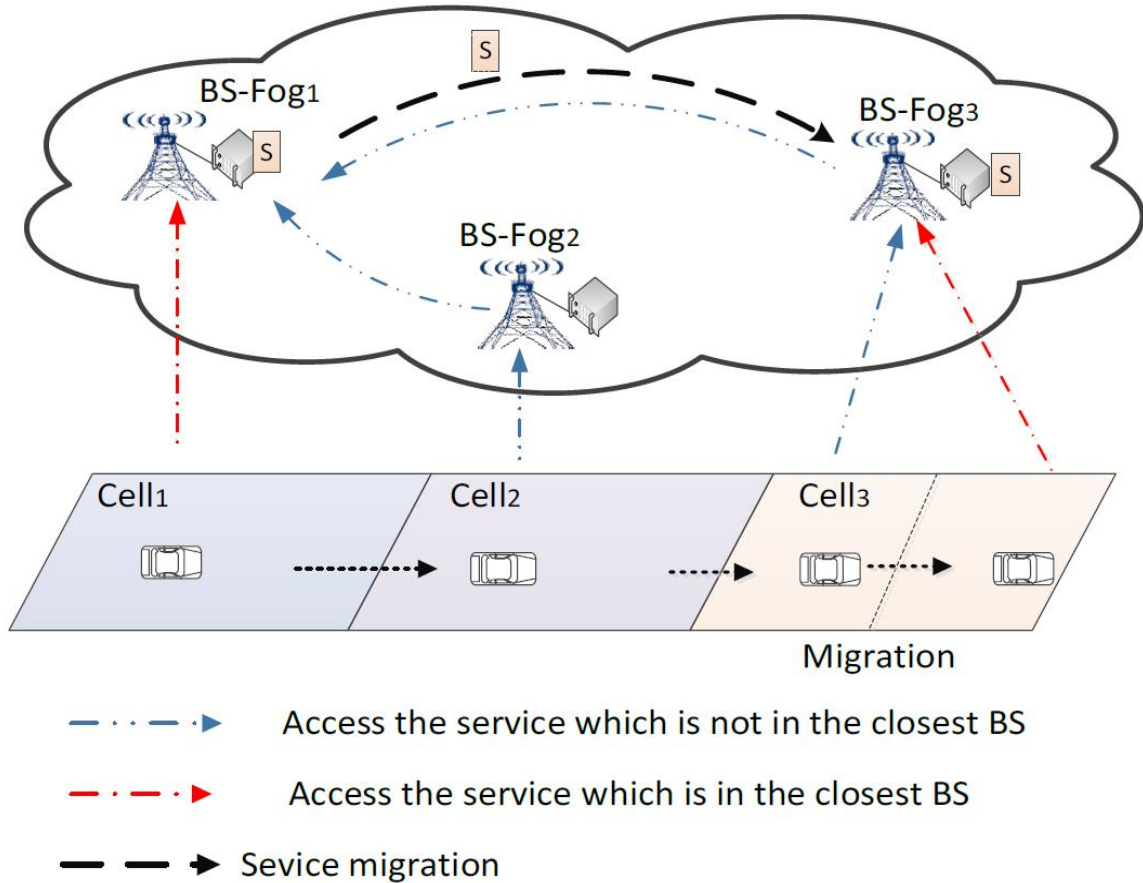 S
BS-Fog1
BS-Fog3
S
S
BS-Fog2
Cell1
Cell2
Cell3
Migration
Access the service which is not in the closest BS
Access the service which is in the closest BS
Sevice migration